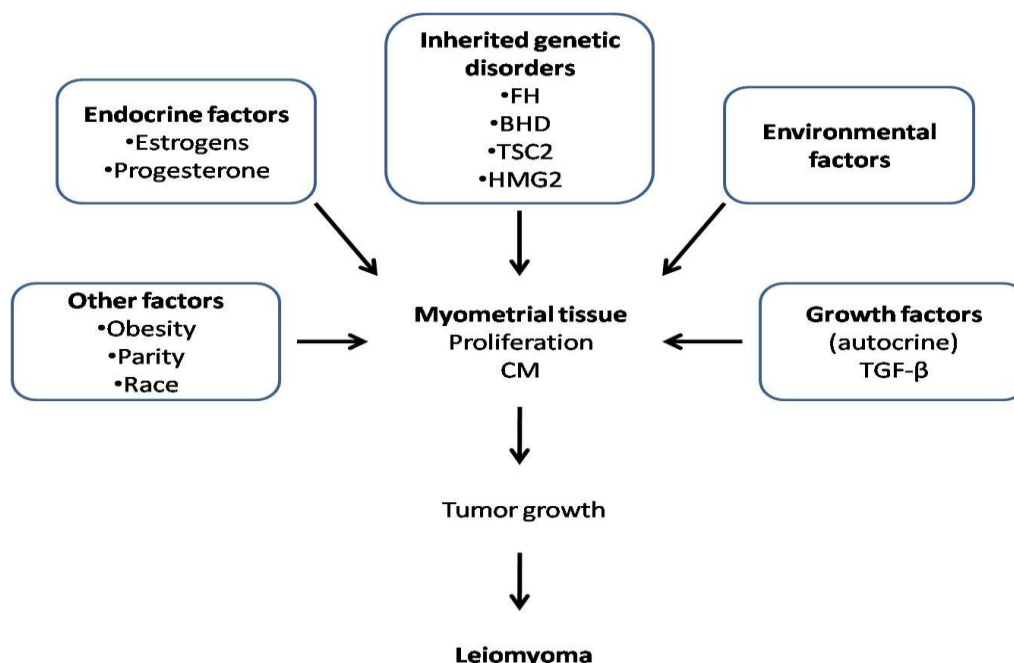 Inherited genetic
disorders
•FH
•BHD
•TSC2
•HMG2
Endocrine factors
•Estrogens
•Progesterone
Environmental
factors
Other factors
•Obesity
•Parity
•Race
Myometrial tissue
Proliferation
CM
Growth factors
(autocrine)
TGF-β
Tumor growth
Leiomyoma